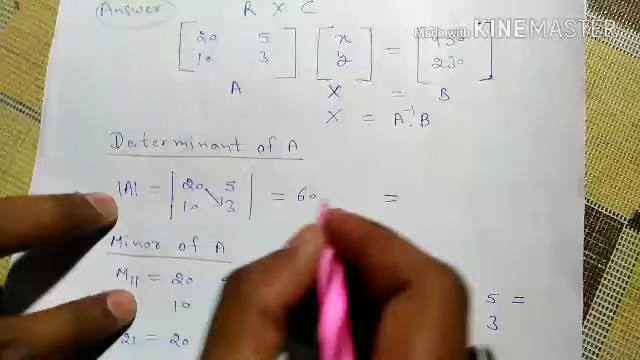 Answer R X C
Made with KINEMASTER
[20 5] [x] = [
[10 3] [y] [230]
A X = B
X = A⁻¹.B
Determinant of A
|A| = |20 5| = 60 =
|10 3|
Minor of A
M11 = 20
10
5 =
3
21 = 20